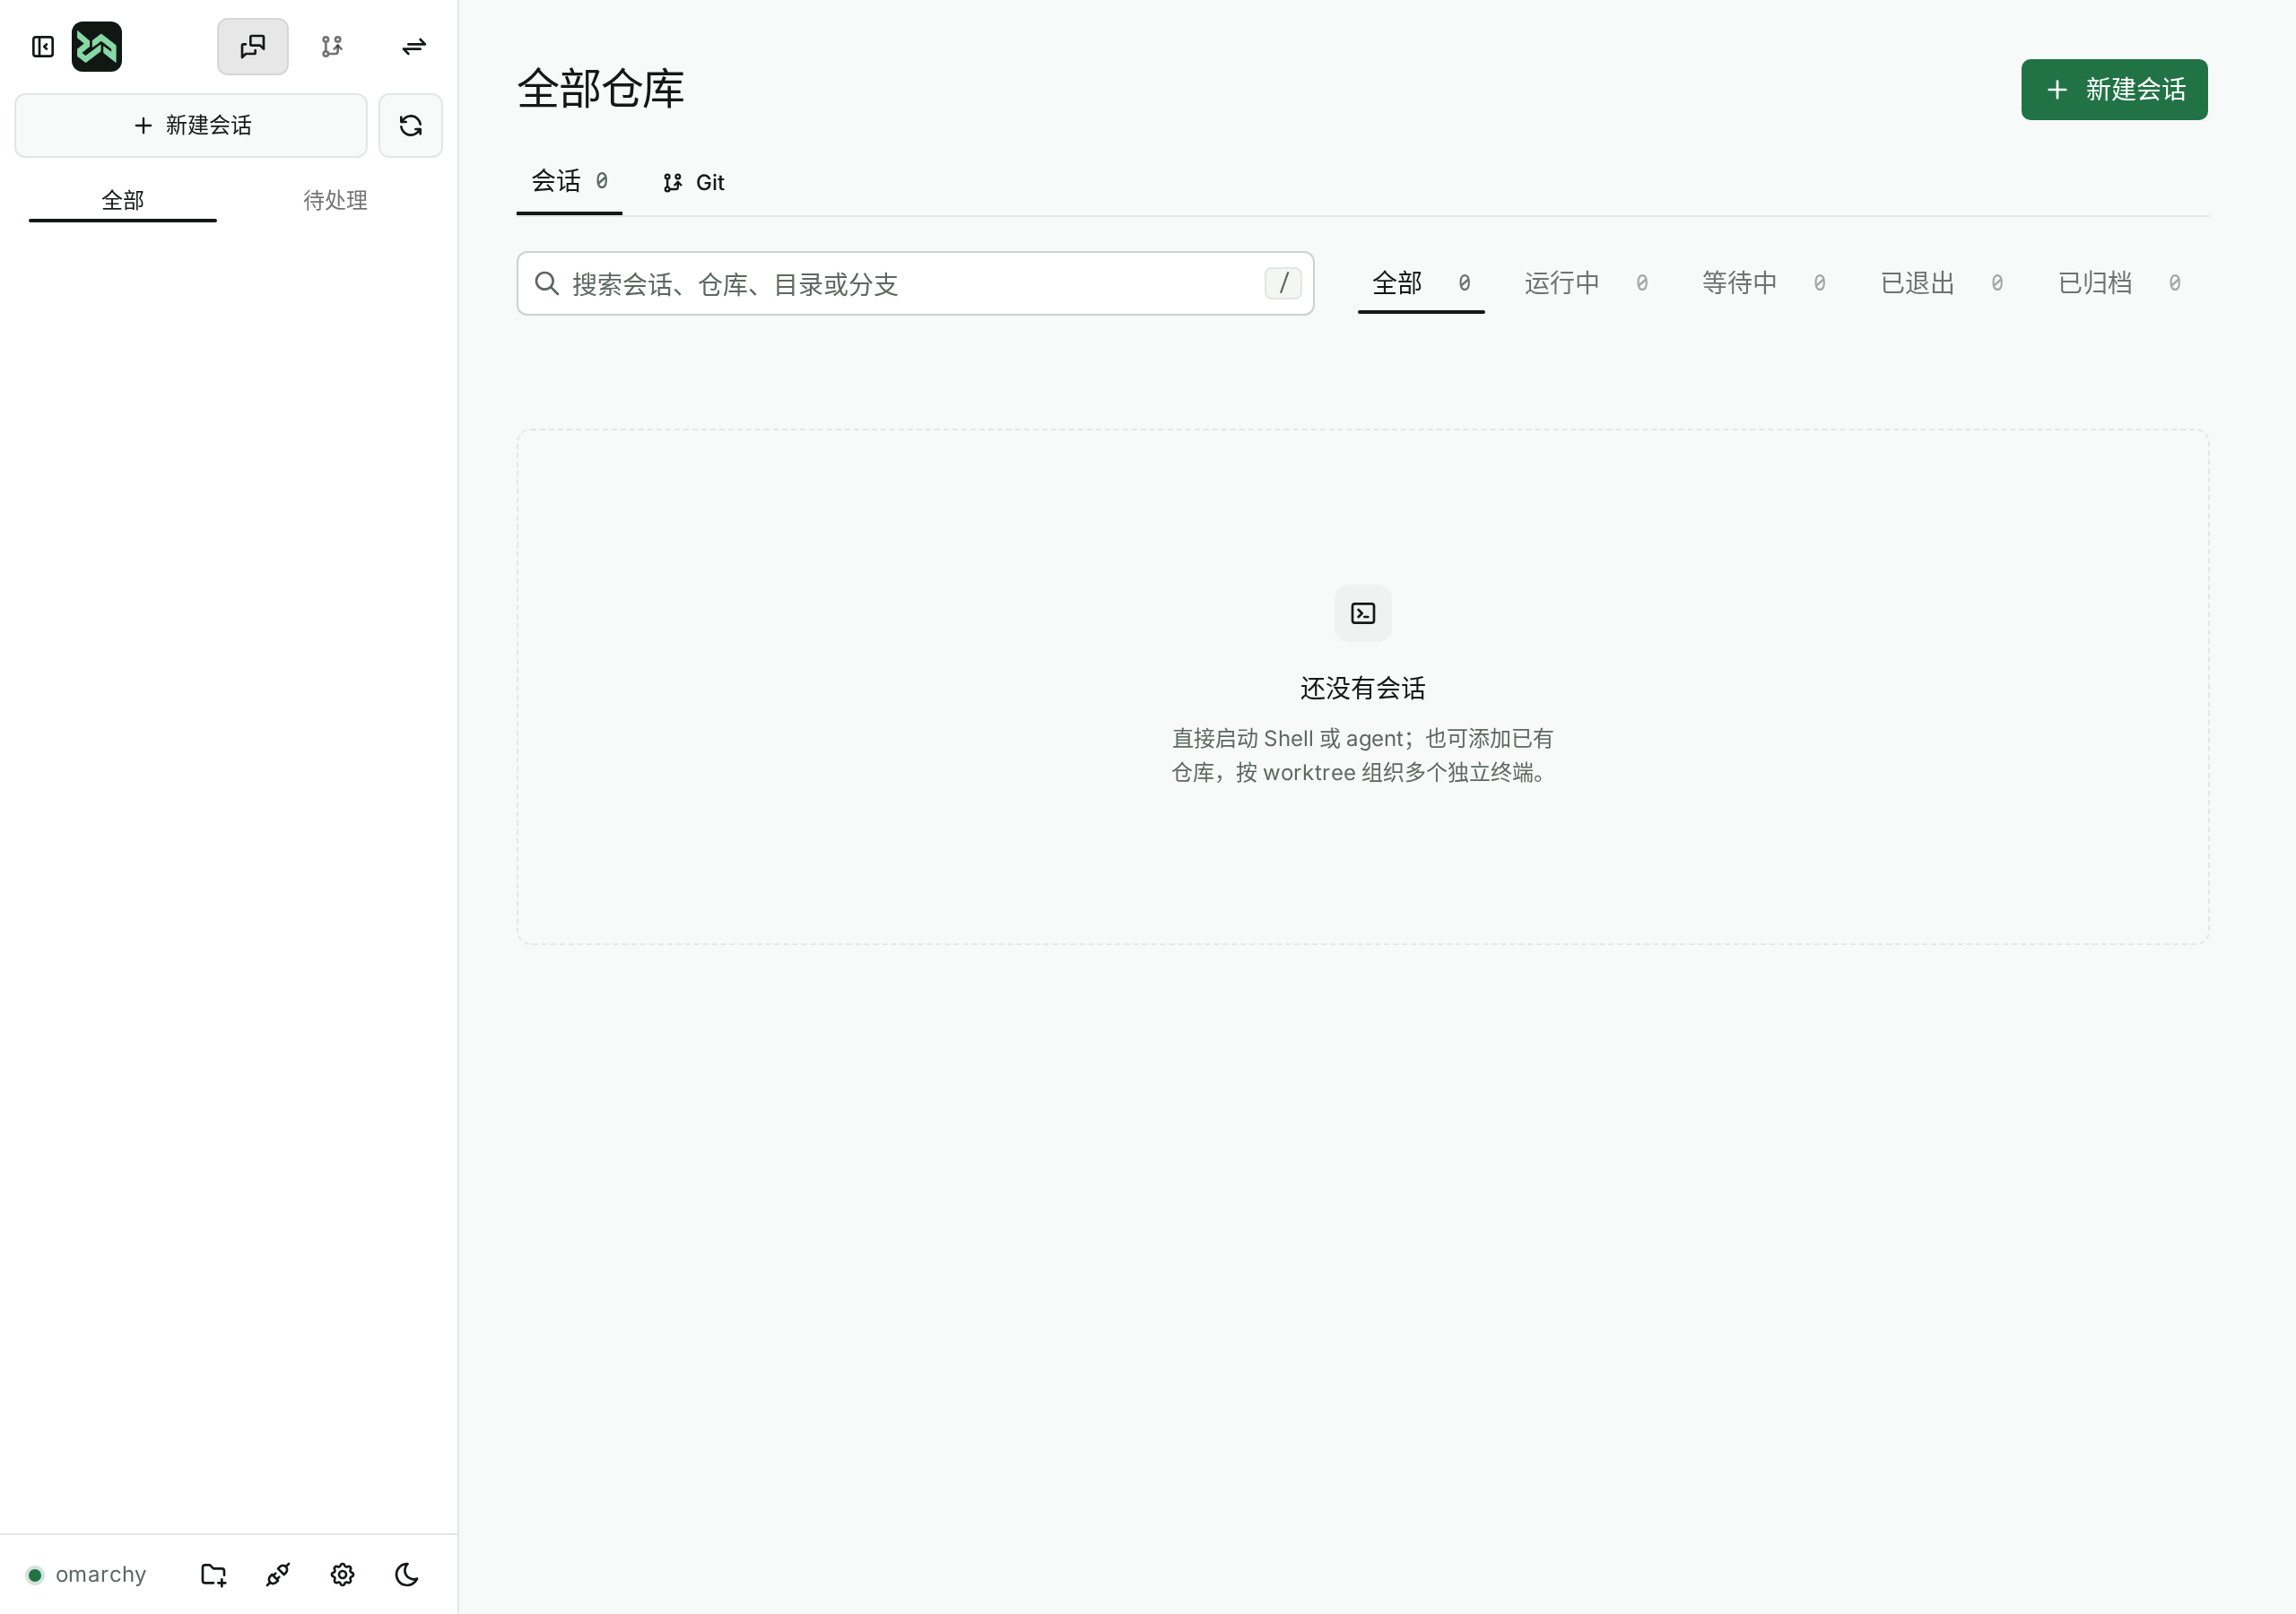 新建会话
全部 待处理
omarchy
全部仓库
新建会话
会话 0 Git
搜索会话、仓库、目录或分支 /
全部 0 运行中 0 等待中 0 已退出 0 已归档 0
还没有会话
直接启动 Shell 或 agent；也可添加已有
仓库，按 worktree 组织多个独立终端。